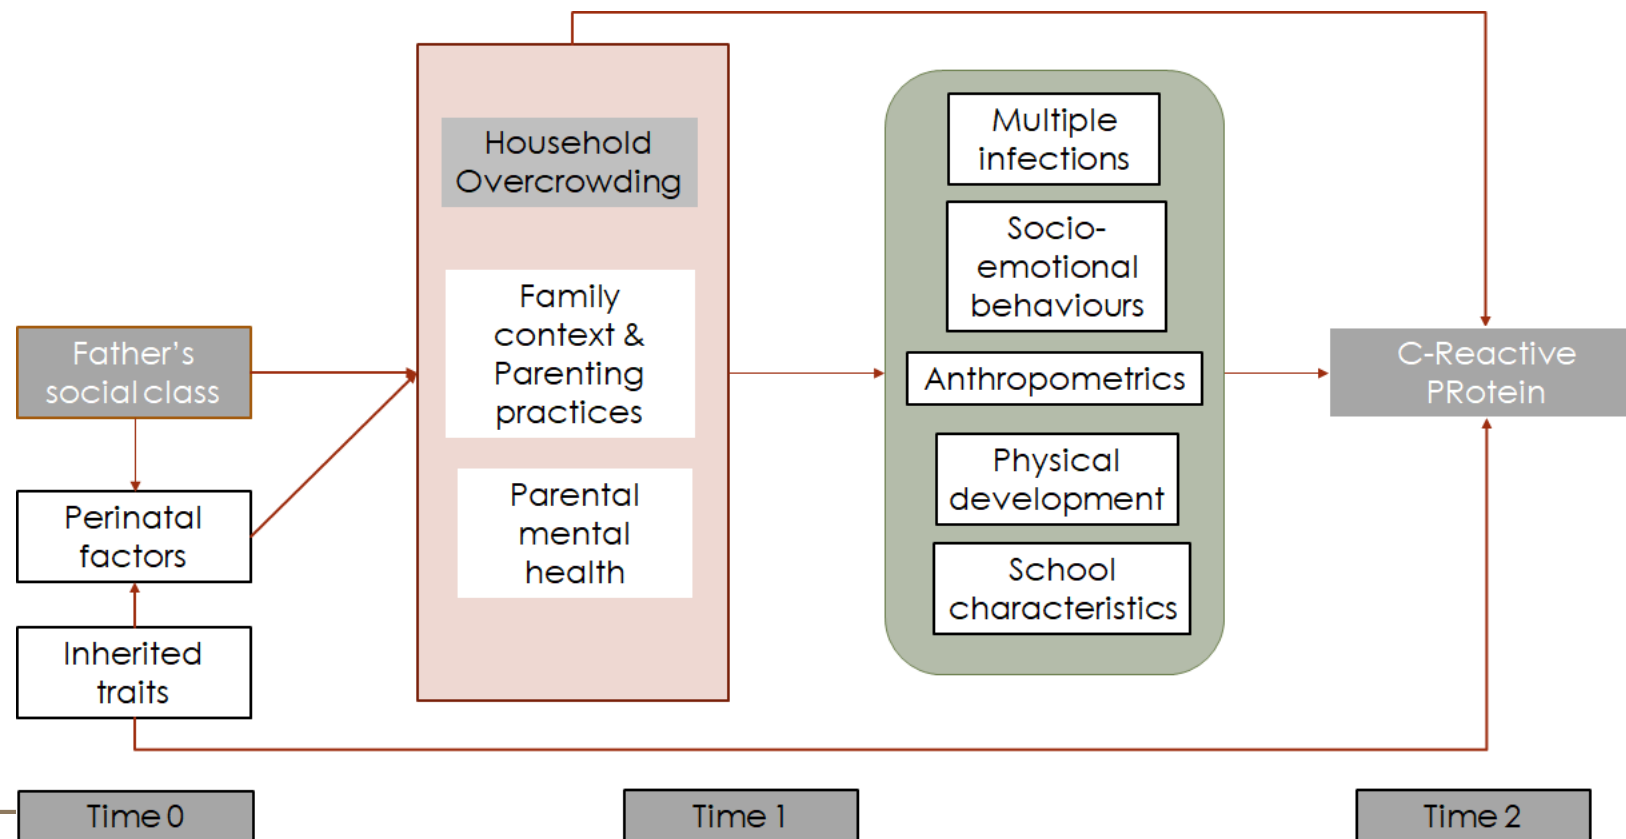 Household
Overcrowding
Family
context &
Parenting
practices
Parental
mental
health
Father's
social class
Perinatal
factors
Inherited
traits
Multiple
infections
Socio-
emotional
behaviours
Anthropometrics
Physical
development
School
characteristics
C-Reactive
PRotein
Time 0
Time 1
Time 2